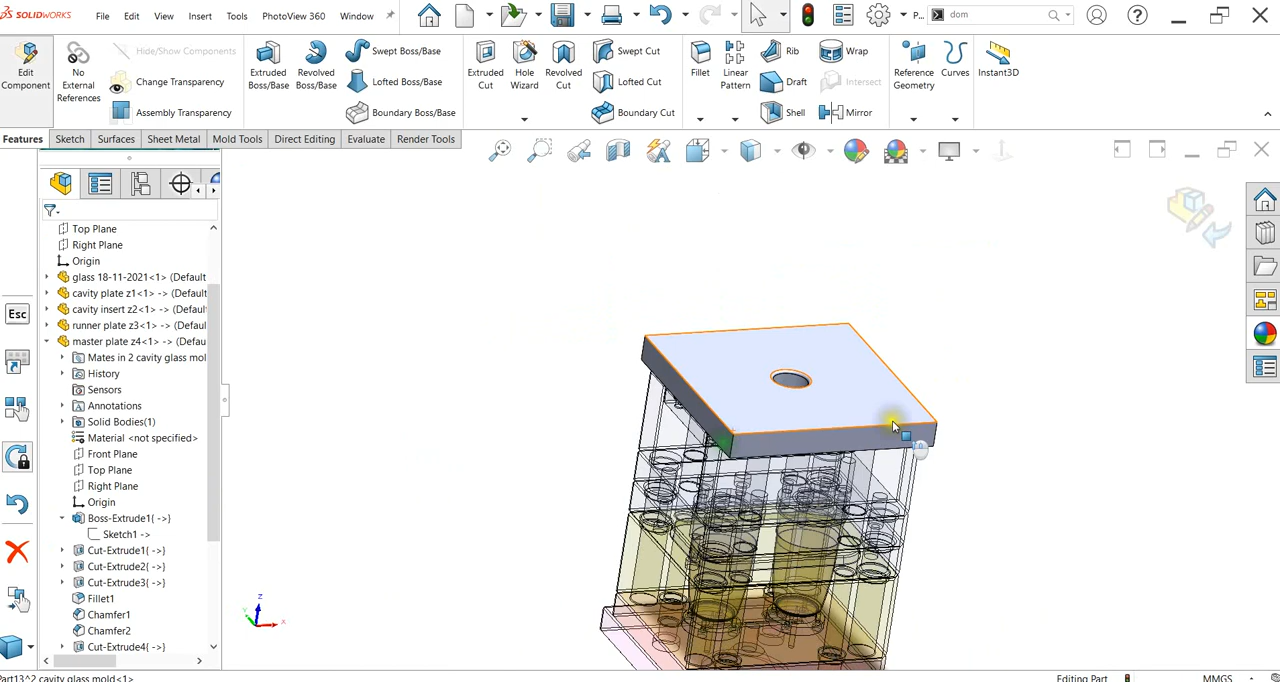 SOLIDWORKS
File Edit View Insert Tools PhotoView 360 Window
P... dom
Edit Component
No External References
Hide/Show Components
Change Transparency
Assembly Transparency
Extruded Boss/Base
Revolved Boss/Base
Swept Boss/Base
Lofted Boss/Base
Boundary Boss/Base
Extruded Cut
Hole Wizard
Revolved Cut
Swept Cut
Lofted Cut
Boundary Cut
Fillet
Linear Pattern
Rib
Draft
Shell
Wrap
Intersect
Mirror
Reference Geometry
Curves
Instant3D
Features Sketch Surfaces Sheet Metal Mold Tools Direct Editing Evaluate Render Tools
Top Plane
Right Plane
Origin
glass 18-11-2021<1> (Default
cavity plate z1<1> -> (Default
cavity insert z2<1> -> (Default
runner plate z3<1> -> (Default
master plate z4<1> -> (Default
Mates in 2 cavity glass mol
History
Sensors
Annotations
Solid Bodies(1)
Material <not specified>
Front Plane
Top Plane
Right Plane
Origin
Boss-Extrude1{ ->}
Sketch1 ->
Cut-Extrude1{ ->}
Cut-Extrude2{ ->}
Cut-Extrude3{ ->}
Fillet1
Chamfer1
Chamfer2
Cut-Extrude4{ ->}
Esc
Z
Y
X
Part13^2 cavity glass mold<1>
Editing Part
MMGS